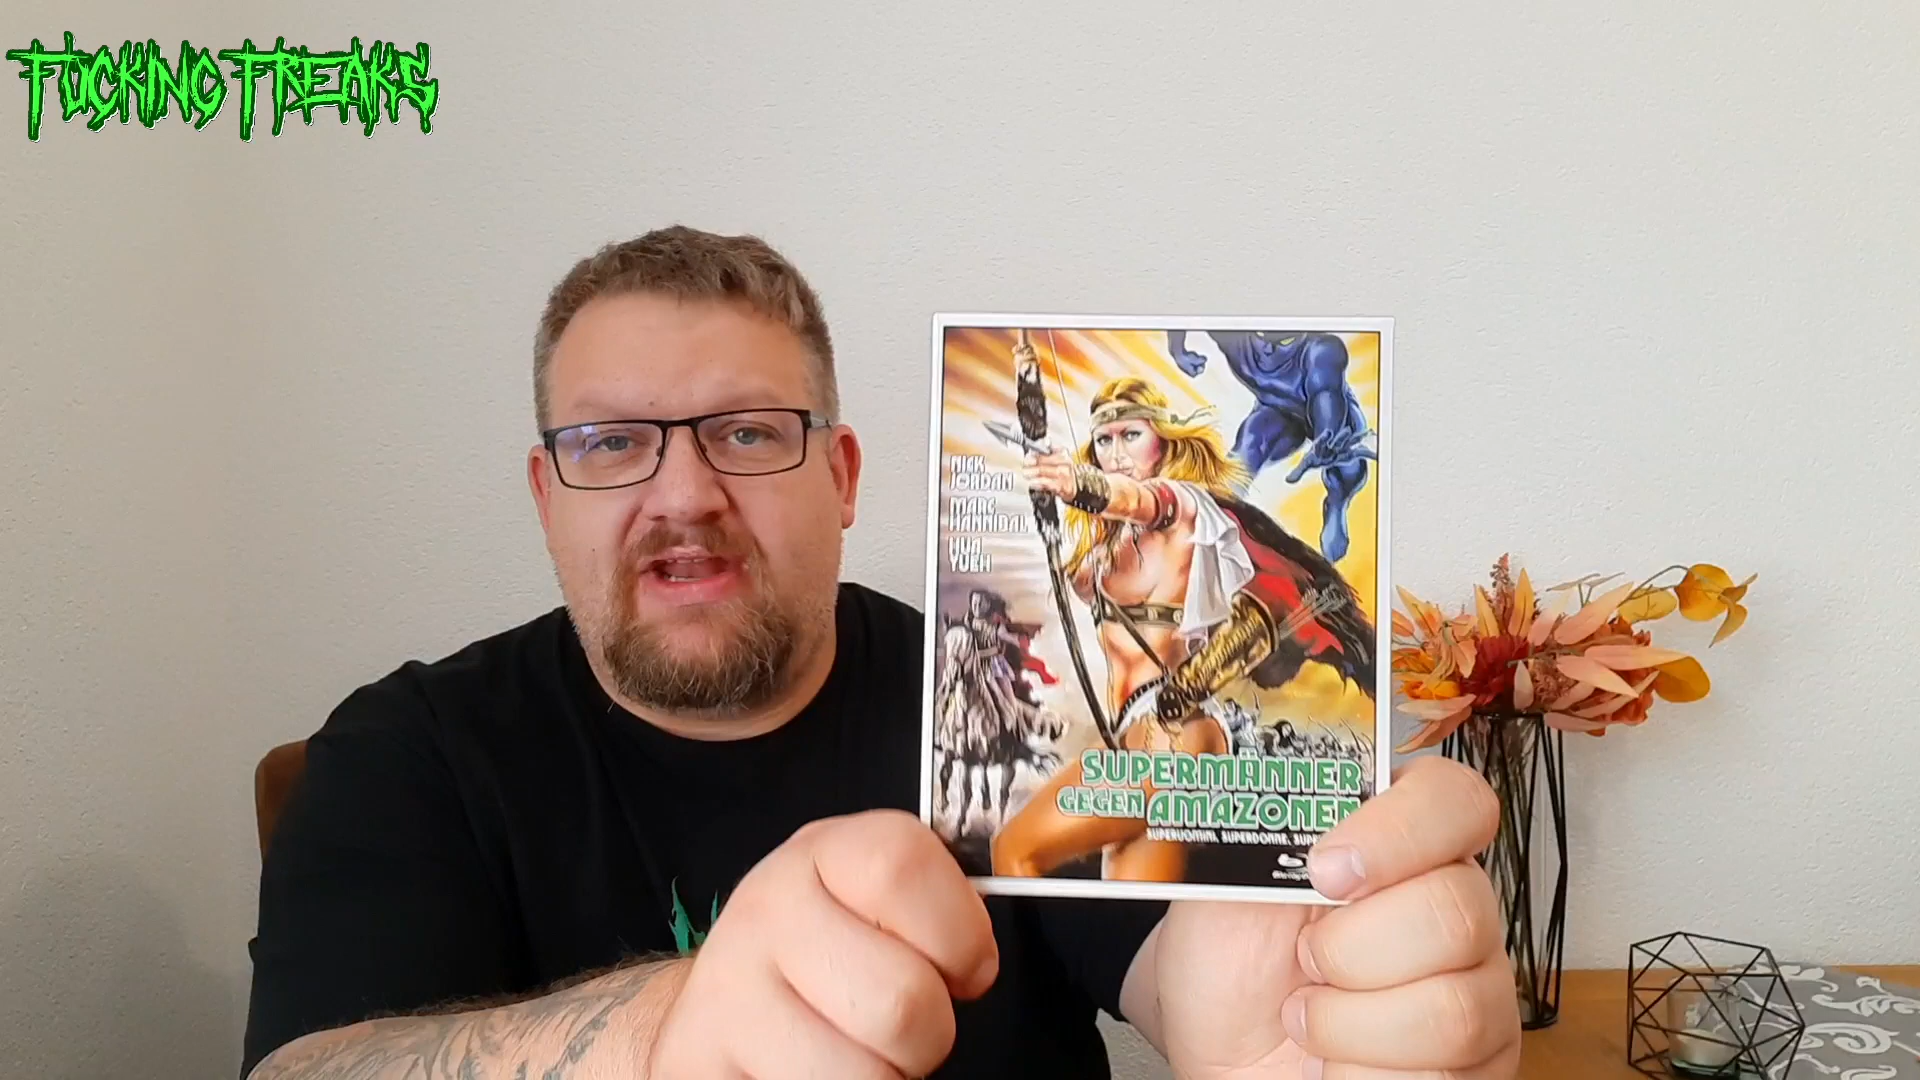 FUCKING FREAKS
NICK
JORDAN
MARC
HANNIBAL
YUEH
SUPERMÄNNER
GEGEN AMAZONEN
SUPERUOMINI, SUPERDONNE,